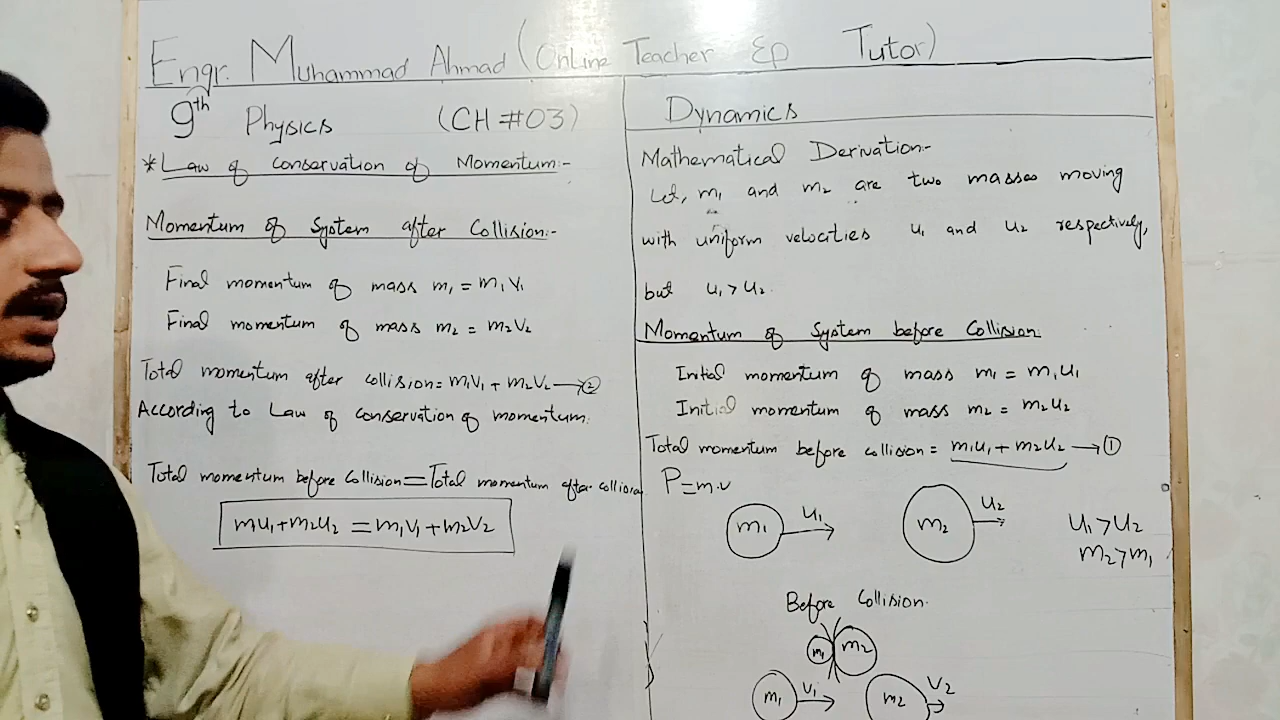 Engr. Muhammad Ahmad (Online Teacher Ep Tutor)
9th Physics (CH #03)
*Law of conservation of Momentum:-
Momentum of System after Collision:-
Final momentum of mass m₁ = m₁v₁
Final momentum of mass m₂ = m₂v₂
Total momentum after collision = m₁v₁ + m₂v₂ → ②
According to Law of conservation of momentum:
Total momentum before collision = Total momentum after collision
m₁u₁+m₂u₂ = m₁v₁+m₂v₂
Dynamics
Mathematical Derivation:-
Let, m₁ and m₂ are two masses moving
with uniform velocities u₁ and u₂ respectively,
but u₁ > u₂.
Momentum of System before Collision:
Initial momentum of mass m₁ = m₁u₁
Initial momentum of mass m₂ = m₂u₂
Total momentum before collision = m₁u₁ + m₂u₂ → ①
P = m.v
m₁ u₁ m₂ u₂
u₁ > u₂
m₂ > m₁
Before Collision.
m₁ m₂
m₁ v₁ m₂ v₂